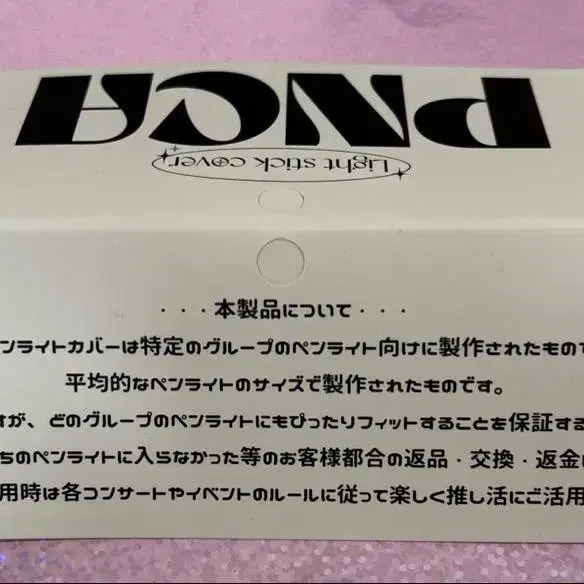 PNCA
Light stick cover
・・・本製品について・・・
ンライトカバーは特定のグループのペンライト向けに製作されたもので
平均的なペンライトのサイズで製作されたものです。
すが、どのグループのペンライトにもぴったりフィットすることを保証する
ちのペンライトに入らなかった等のお客様都合の返品・交換・返金
用時は各コンサートやイベントのルールに従って楽しく推し活にご活用